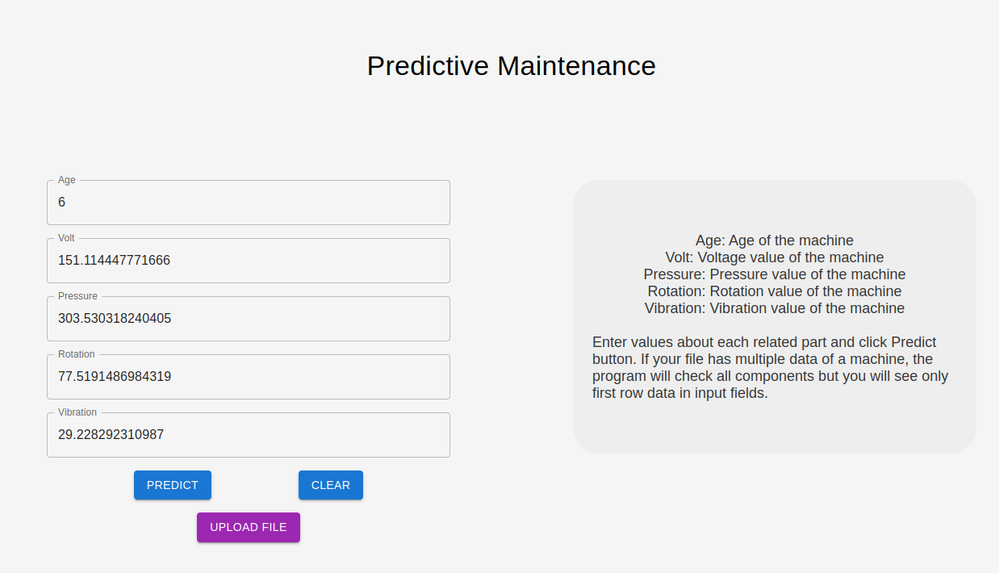 Predictive Maintenance
Age
6
Volt
151.114447771666
Pressure
303.530318240405
Rotation
77.5191486984319
Vibration
29.228292310987
PREDICT
CLEAR
UPLOAD FILE
Age: Age of the machine
Volt: Voltage value of the machine
Pressure: Pressure value of the machine
Rotation: Rotation value of the machine
Vibration: Vibration value of the machine
Enter values about each related part and click Predict
button. If your file has multiple data of a machine, the
program will check all components but you will see only
first row data in input fields.